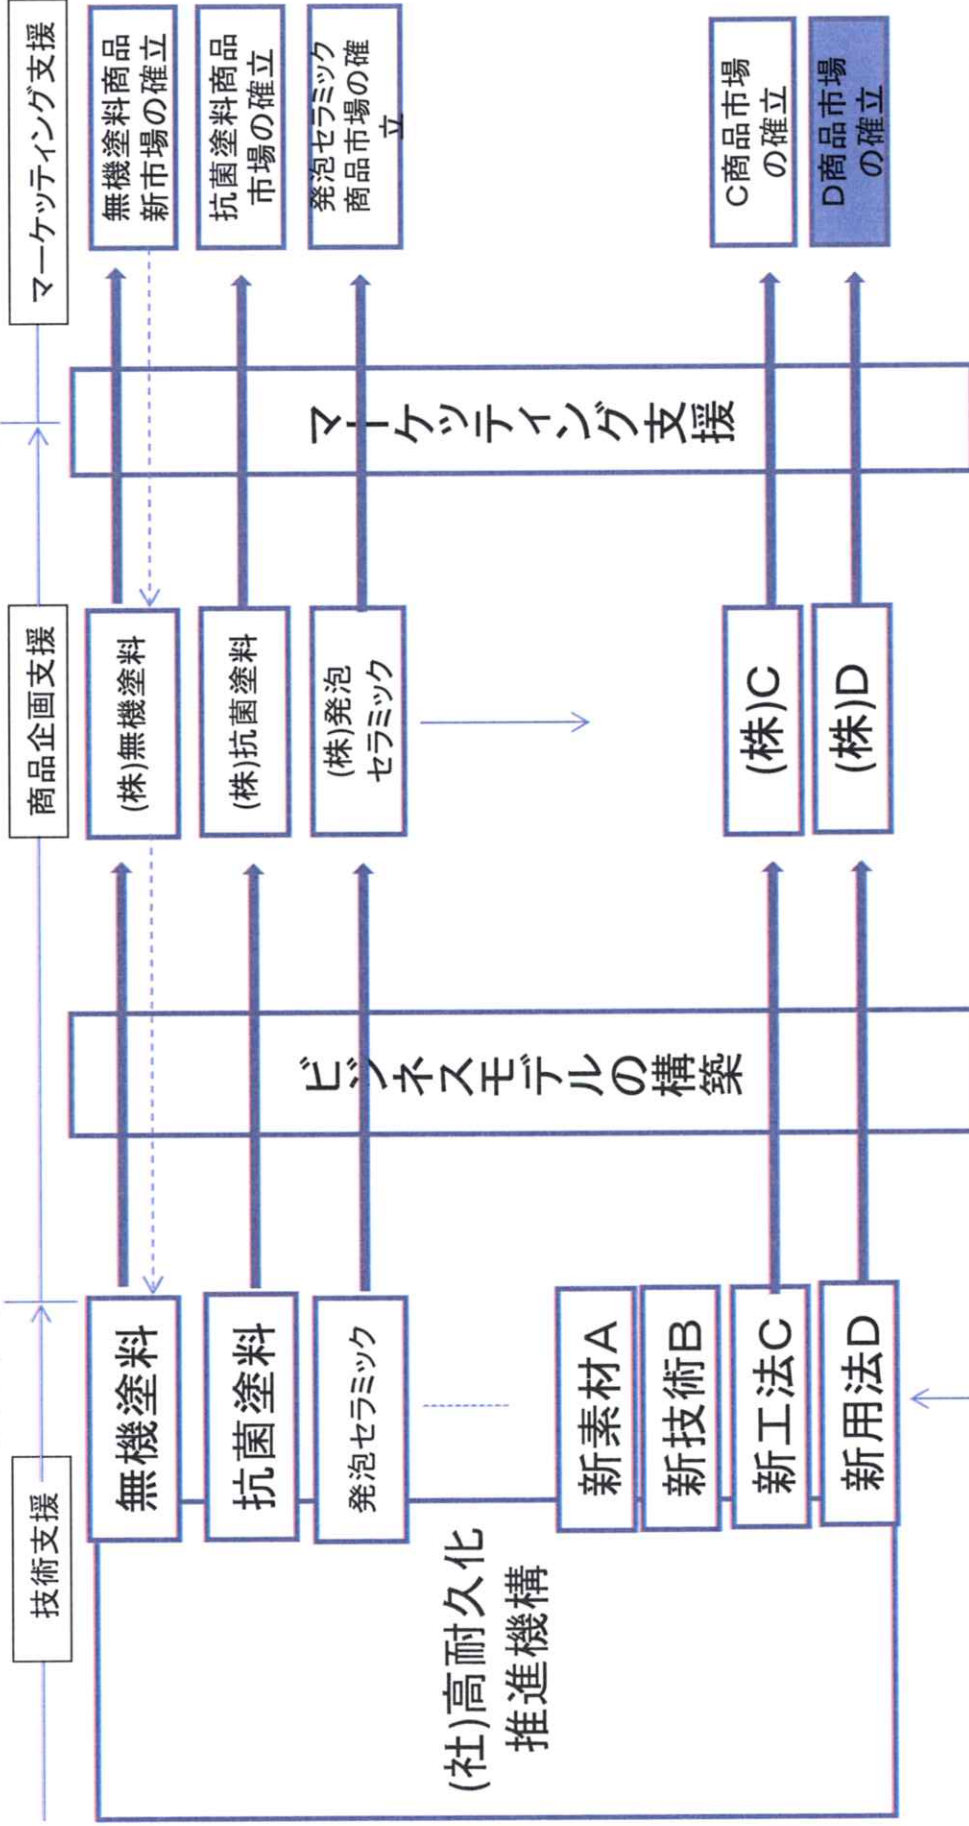 技術支援
商品企画支援
マーケッティング支援
(社)高耐久化
推進機構
無機塗料
抗菌塗料
発泡セラミック
新素材A
新技術B
新工法C
新用法D
ビジネスモデルの構築
(株)無機塗料
(株)抗菌塗料
(株)発泡
セラミック
(株)C
(株)D
マーケッティング支援
無機塗料商品
新市場の確立
抗菌塗料商品
市場の確立
発泡セラミック
商品市場の確
立
C商品市場
の確立
D商品市場
の確立